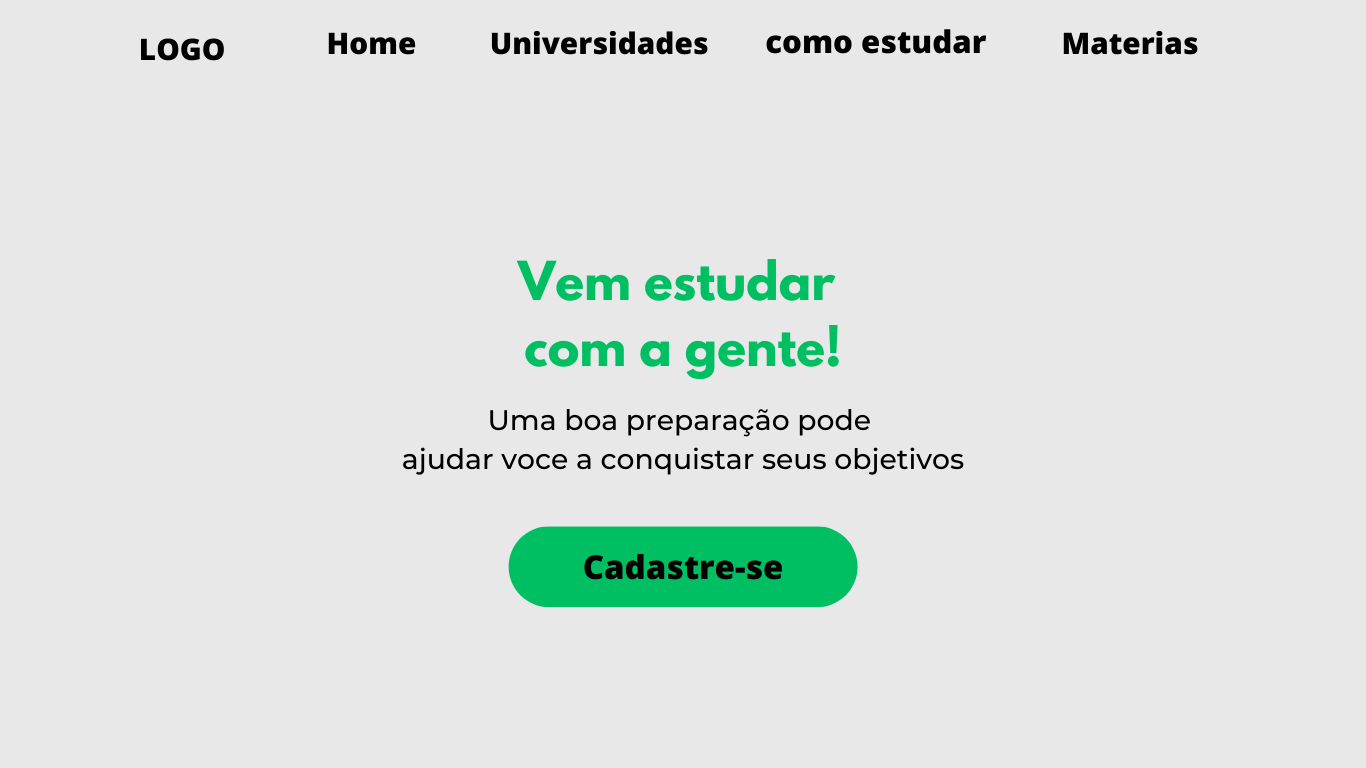 LOGO Home Universidades como estudar Materias
Vem estudar
com a gente!
Uma boa preparação pode
ajudar voce a conquistar seus objetivos
Cadastre-se